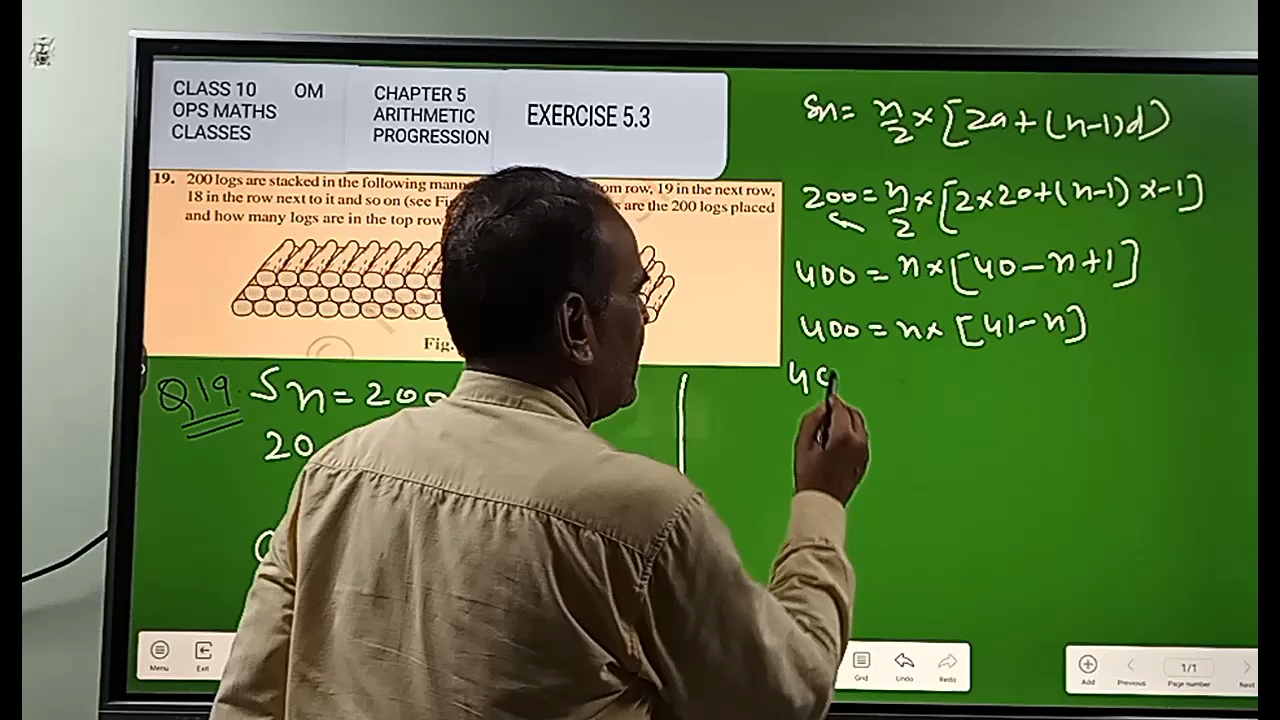 CLASS 10 OM
OPS MATHS
CLASSES
CHAPTER 5
ARITHMETIC
PROGRESSION
EXERCISE 5.3
19. 200 logs are stacked in the following om row, 19 in the next row,
18 in the row next to it and so on (see are the 200 logs placed
and how many logs are in the top row
Fig.
Q19. Sn = 200
20
Sn = n/2 × [2a + (n-1)d)
200 = n/2 × [2×20 + (n-1) × -1]
400 = n × [40 - n + 1]
400 = n × [41 - n]
40
Menu
Exit
Grid
Undo
Redo
Add
Previous
1/1
Page number
Next